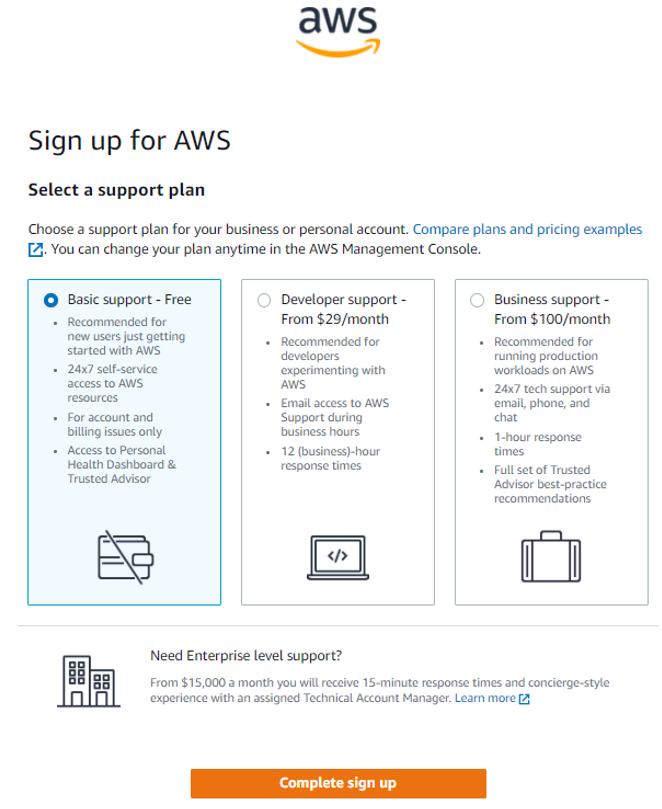 aws
Sign up for AWS
Select a support plan
Choose a support plan for your business or personal account. Compare plans and pricing examples
. You can change your plan anytime in the AWS Management Console.
Basic support - Free
Recommended for
new users just getting
started with AWS
24x7 self-service
access to AWS
resources
For account and
billing issues only
Access to Personal
Health Dashboard &
Trusted Advisor
Developer support -
From $29/month
Recommended for
developers
experimenting with
AWS
Email access to AWS
Support during
business hours
12 (business)-hour
response times
</>
Business support -
From $100/month
Recommended for
running production
workloads on AWS
24x7 tech support via
email, phone, and
chat
1-hour response
times
Full set of Trusted
Advisor best-practice
recommendations
Need Enterprise level support?
From $15,000 a month you will receive 15-minute response times and concierge-style
experience with an assigned Technical Account Manager. Learn more
Complete sign up